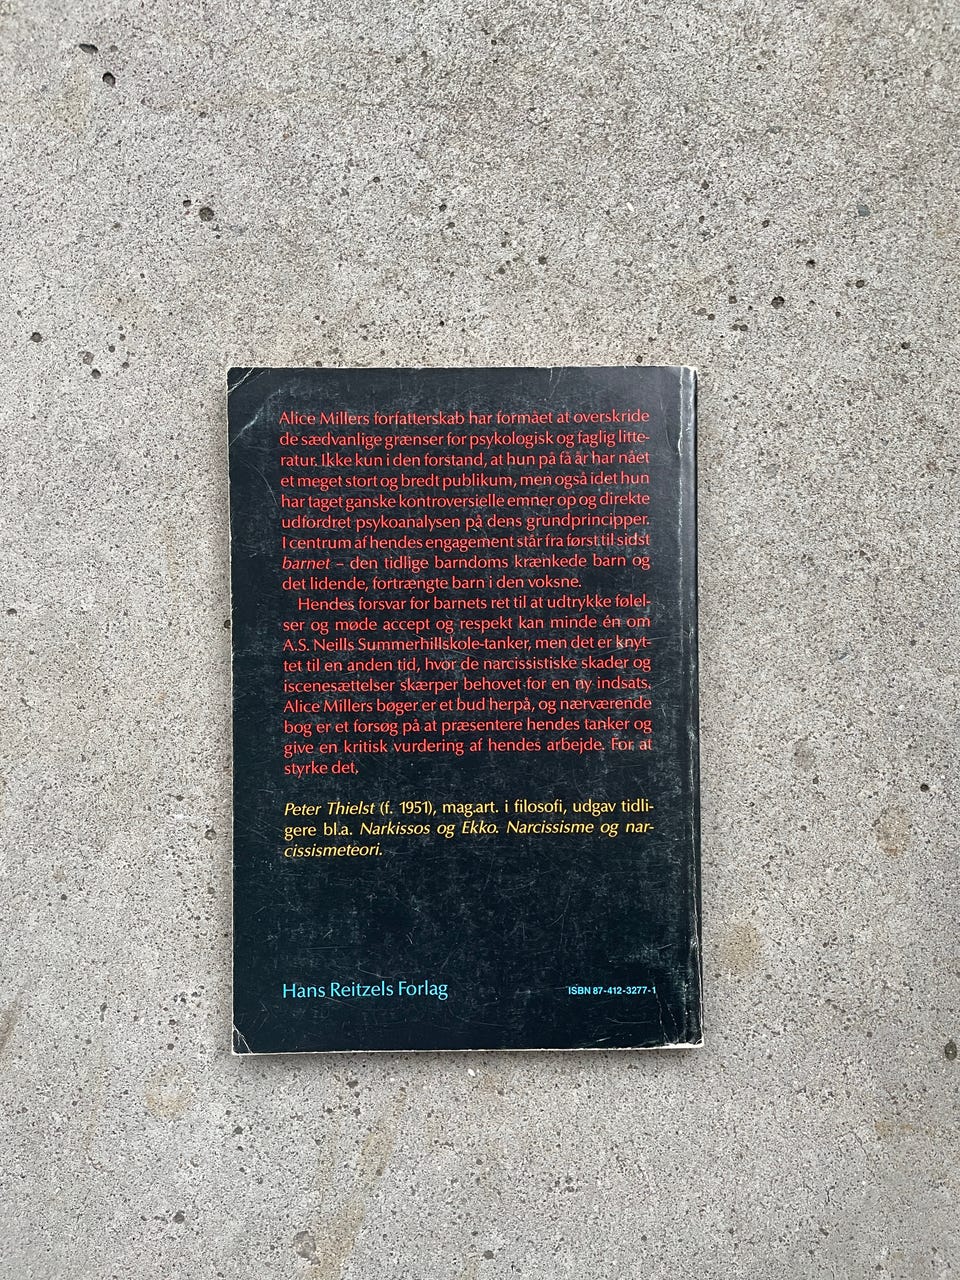 Alice Millers forfatterskab har formået at overskride
de sædvanlige grænser for psykologisk og faglig litte-
ratur. Ikke kun i den forstand, at hun på få år har nået
et meget stort og bredt publikum, men også idet hun
har taget ganske kontroversielle emner op og direkte
udfordret psykoanalysen på dens grundprincipper.
I centrum af hendes engagement står fra først til sidst
barnet – den tidlige barndoms krænkede barn og
det lidende, fortrængte barn i den voksne.
Hendes forsvar for barnets ret til at udtrykke følel-
ser og møde accept og respekt kan minde én om
A.S. Neills Summerhillskole-tanker, men det er knyt-
tet til en anden tid, hvor de narcissistiske skader og
iscenesættelser skærper behovet for en ny indsats.
Alice Millers bøger er et bud herpå, og nærværende
bog er et forsøg på at præsentere hendes tanker og
give en kritisk vurdering af hendes arbejde. For at
styrke det.
Peter Thielst (f. 1951), mag.art. i filosofi, udgav tidli-
gere bl.a. Narkissos og Ekko. Narcissisme og nar-
cissismeteori.
Hans Reitzels Forlag
ISBN 87-412-3277-1